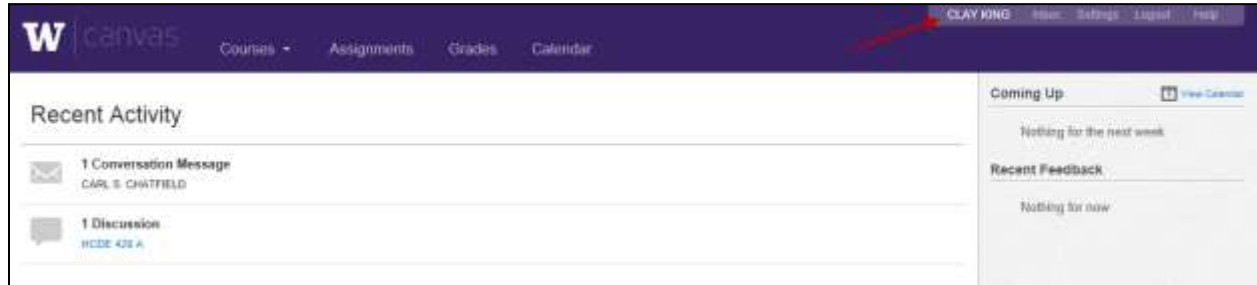 CLAY KING Inbox Settings Logout Help
W canvas
Courses Assignments Grades Calendar
Recent Activity
1 Conversation Message
CARL S. CHATFIELD
1 Discussion
HCDE 428 A
Coming Up
View Calendar
Nothing for the next week
Recent Feedback
Nothing for now